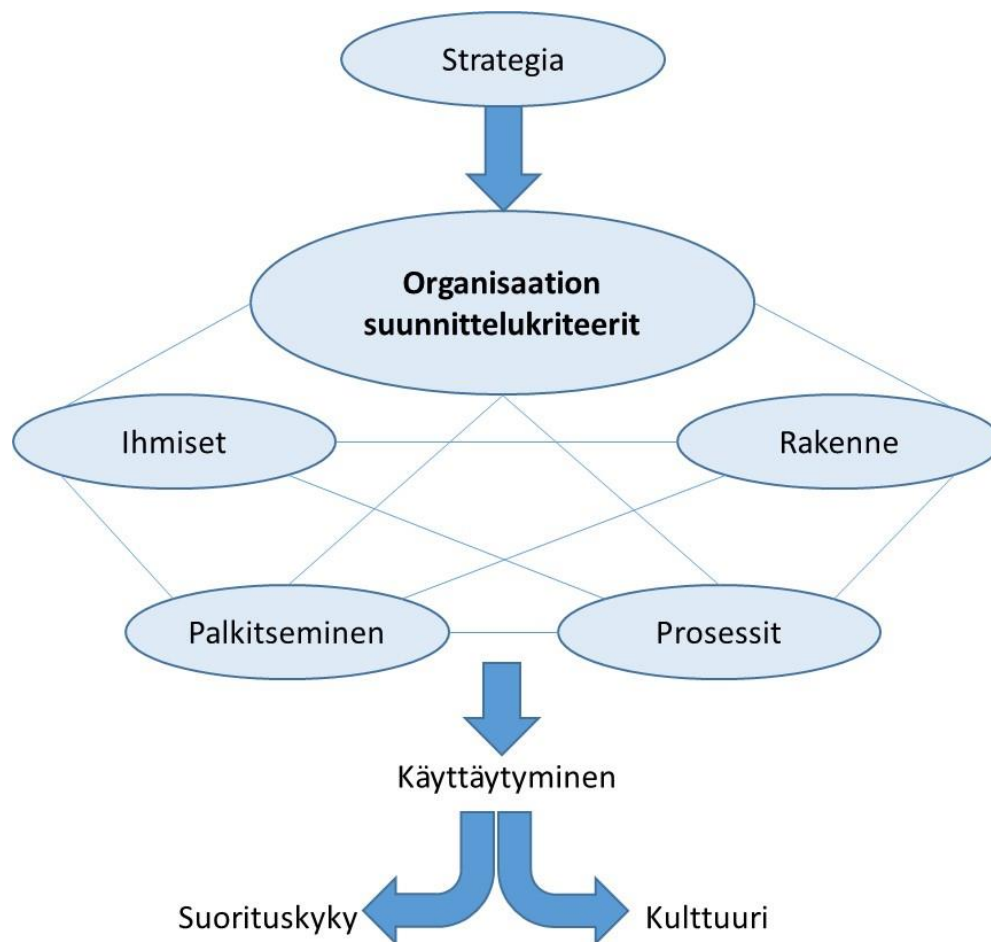 Strategia
Organisaation
suunnittelukriteerit
Ihmiset
Rakenne
Palkitseminen
Prosessit
Käyttäytyminen
Suorituskyky
Kulttuuri